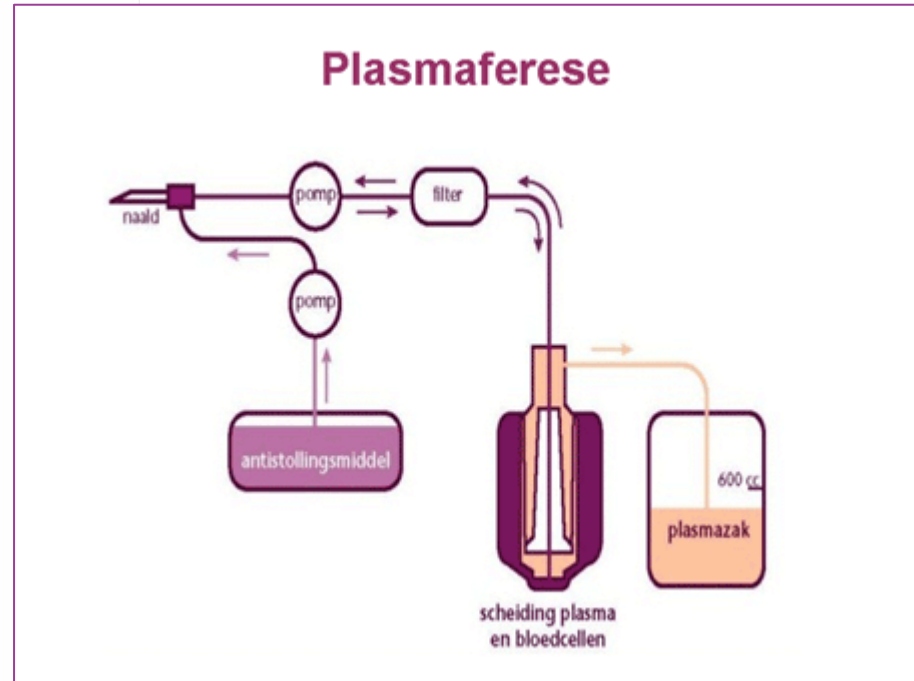 Plasmaferese
pomp
filter
naald
pomp
antistollingsmiddel
600 cc
plasmazak
scheiding plasma
en bloedcellen